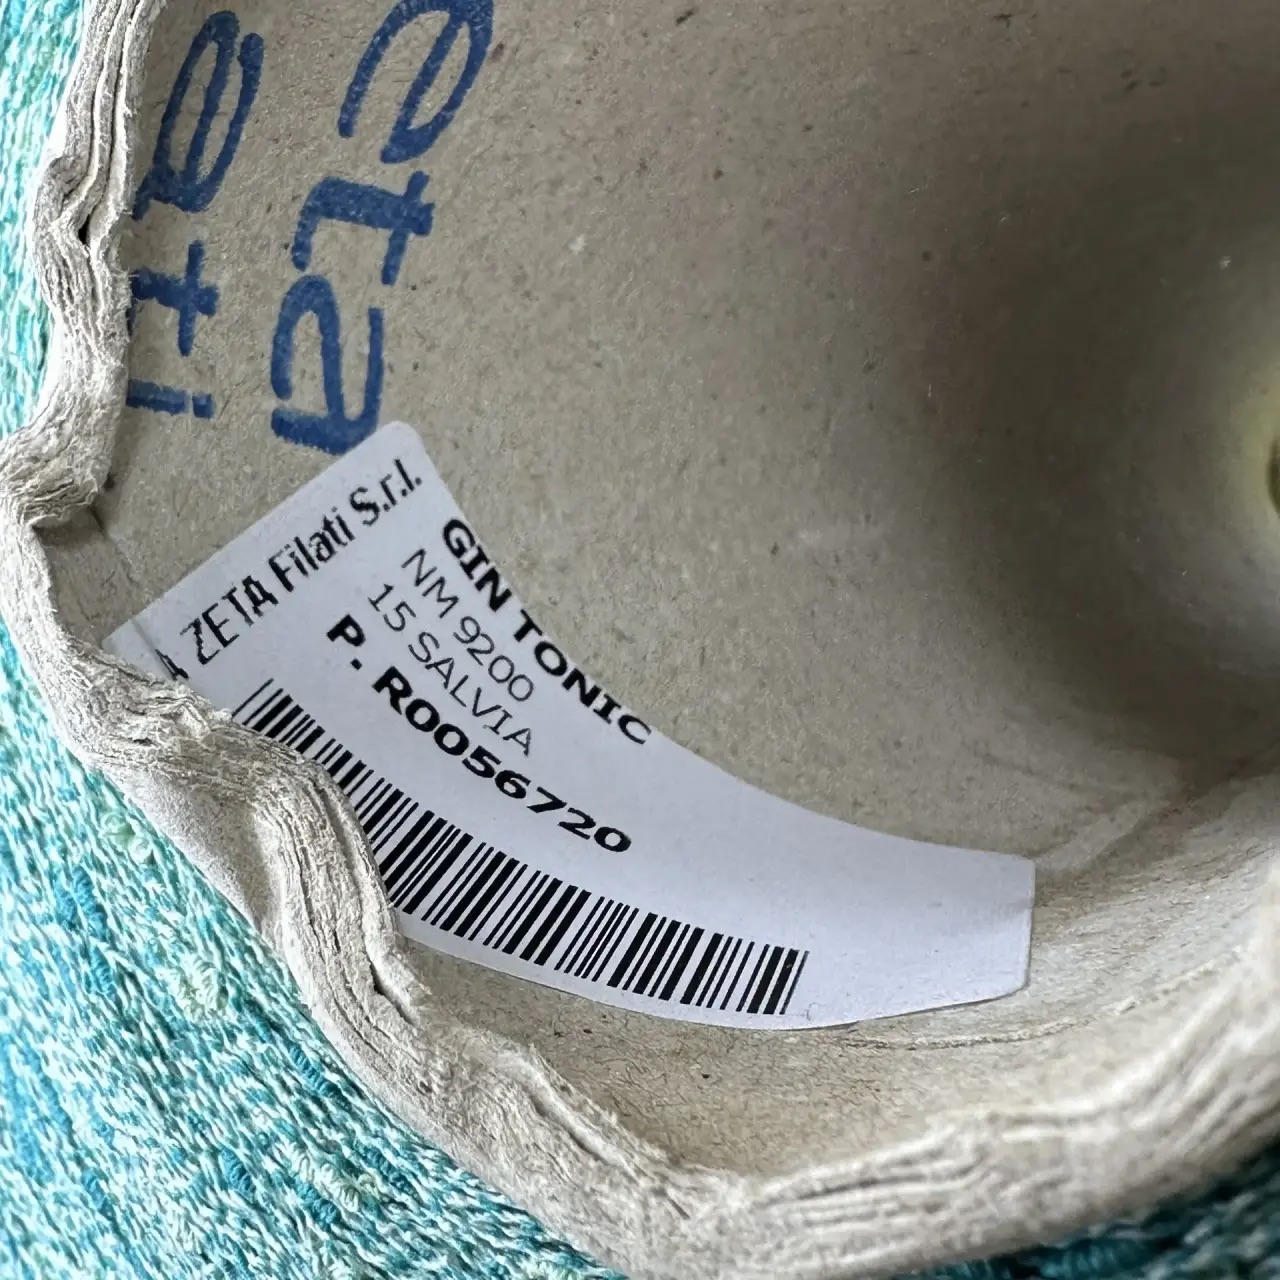 ZETA Filati S.r.l.
GIN TONIC
NM 9200
15 SALVIA
P. R0056720